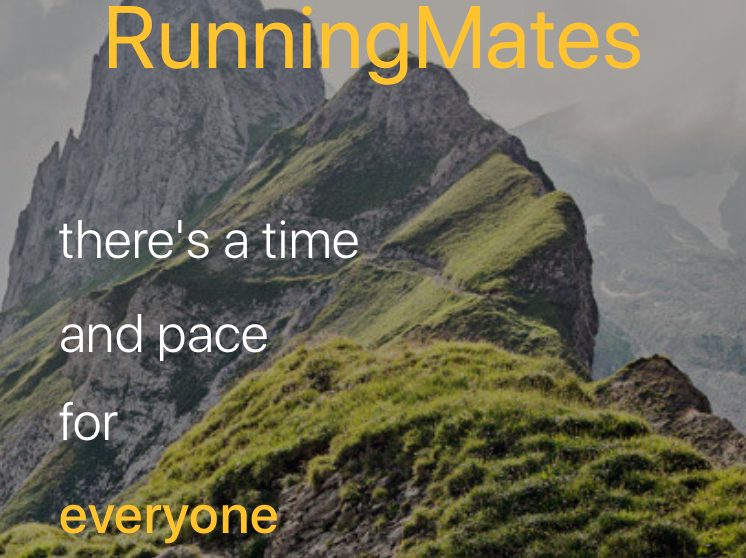 RunningMates
there's a time
and pace
for
everyone